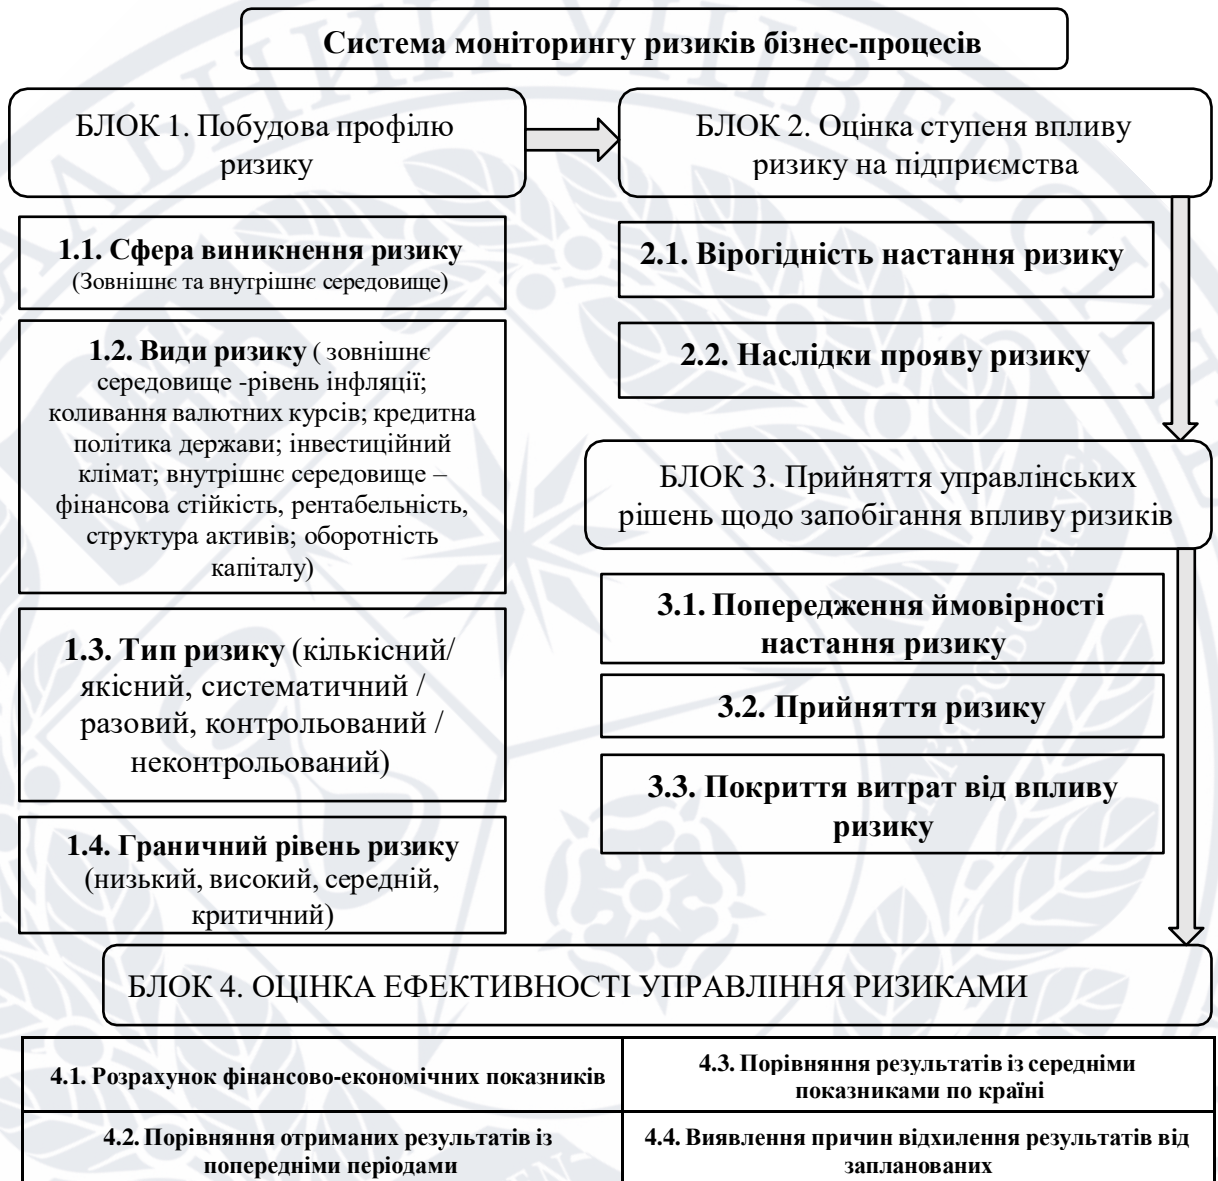 Система моніторингу ризиків бізнес-процесів
БЛОК 1. Побудова профілю
ризику
БЛОК 2. Оцінка ступеня впливу
ризику на підприємства
1.1. Сфера виникнення ризику
(Зовнішнє та внутрішнє середовище)
1.2. Види ризику ( зовнішнє
середовище -рівень інфляції;
коливання валютних курсів; кредитна
політика держави; інвестиційний
клімат; внутрішнє середовище –
фінансова стійкість, рентабельність,
структура активів; оборотність
капіталу)
1.3. Тип ризику (кількісний/
якісний, систематичний /
разовий, контрольований /
неконтрольований)
1.4. Граничний рівень ризику
(низький, високий, середній,
критичний)
2.1. Вірогідність настання ризику
2.2. Наслідки прояву ризику
БЛОК 3. Прийняття управлінських
рішень щодо запобігання впливу ризиків
3.1. Попередження ймовірності
настання ризику
3.2. Прийняття ризику
3.3. Покриття витрат від впливу
ризику
БЛОК 4. ОЦІНКА ЕФЕКТИВНОСТІ УПРАВЛІННЯ РИЗИКАМИ
4.1. Розрахунок фінансово-економічних показників
4.3. Порівняння результатів із середніми
показниками по країні
4.2. Порівняння отриманих результатів із
попередніми періодами
4.4. Виявлення причин відхилення результатів від
запланованих